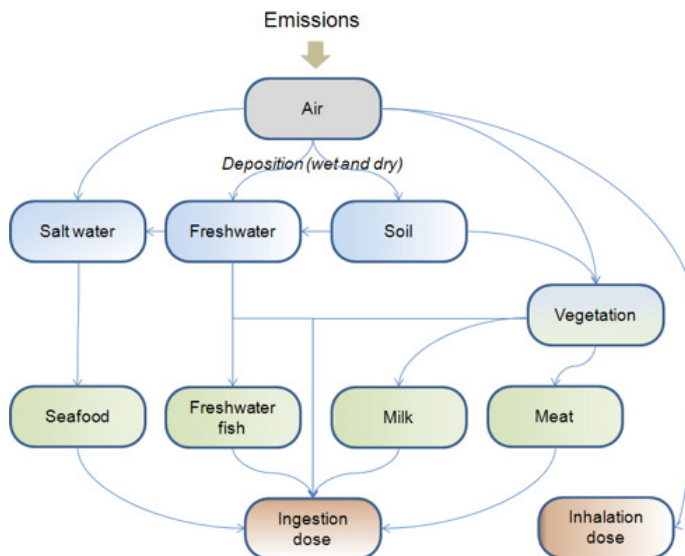 Emissions
Air
Deposition (wet and dry)
Salt water
Freshwater
Soil
Vegetation
Seafood
Freshwater
fish
Milk
Meat
Ingestion
dose
Inhalation
dose